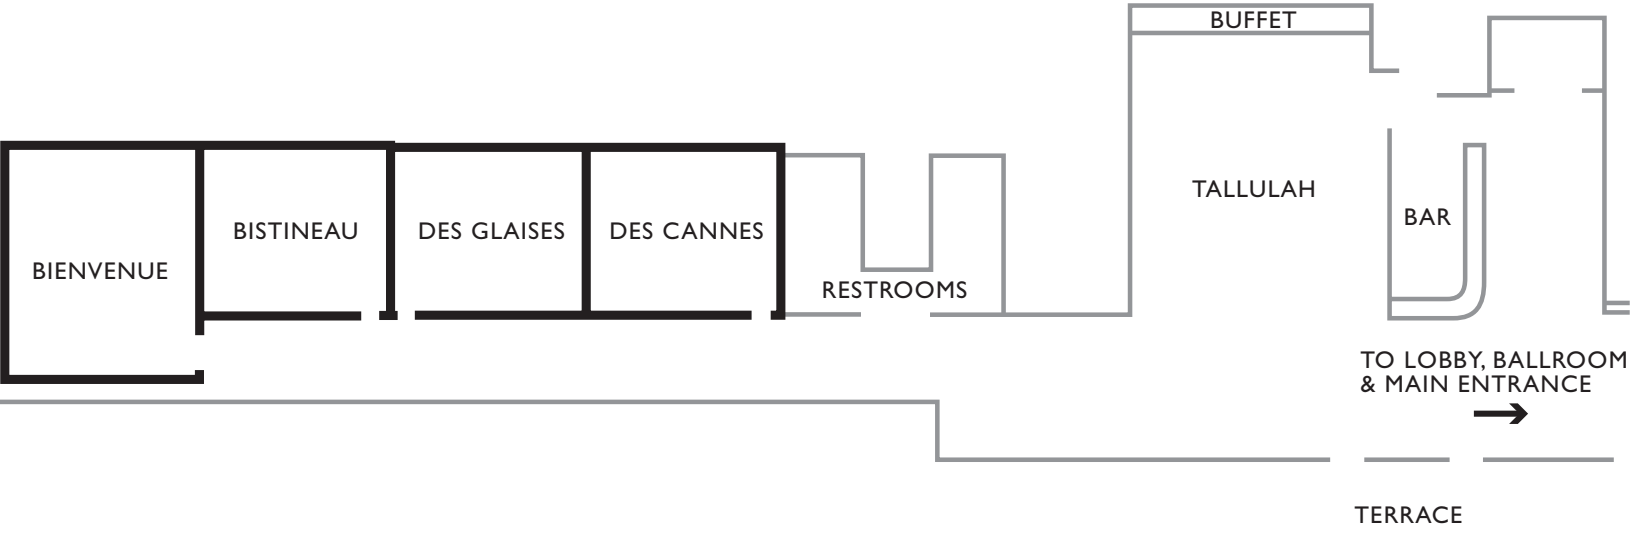 BUFFET
TALLULAH
BAR
BISTINEAU
DES GLAISES
DES CANNES
BIENVENUE
RESTROOMS
TO LOBBY, BALLROOM
& MAIN ENTRANCE
TERRACE